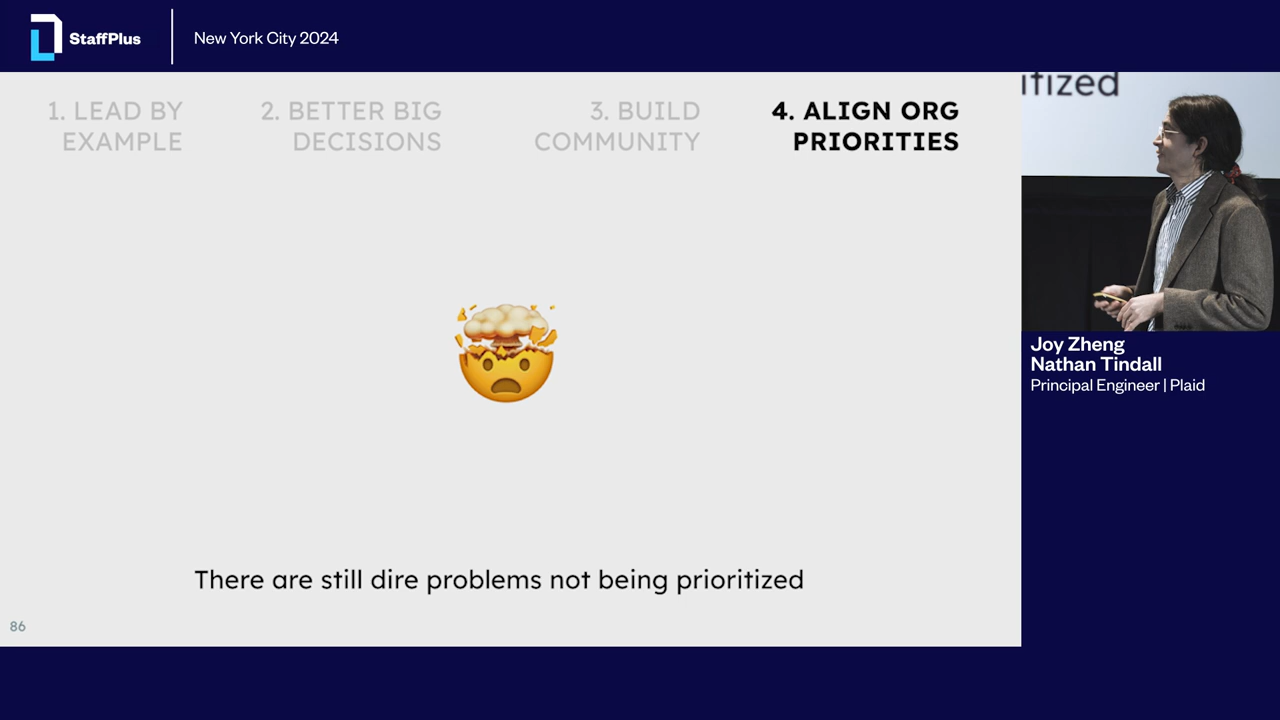 StaffPlus
New York City 2024
1. LEAD BY
EXAMPLE
2. BETTER BIG
DECISIONS
3. BUILD
COMMUNITY
4. ALIGN ORG
PRIORITIES
itized
There are still dire problems not being prioritized
86
Joy Zheng
Nathan Tindall
Principal Engineer | Plaid